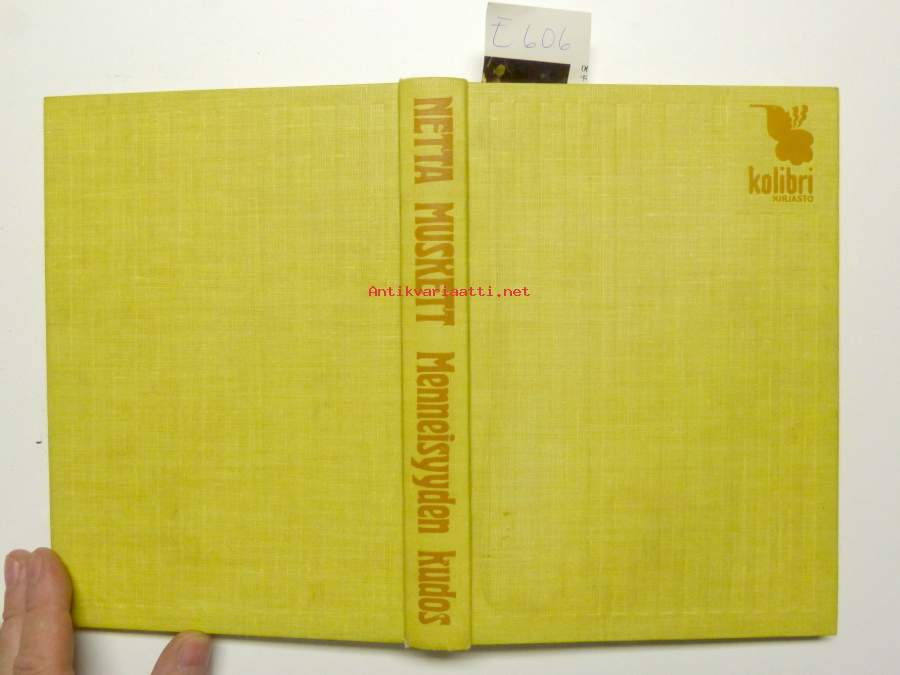 E606
NETTA MUSKETT Menneisyyden kudos
kolibri
KIRJASTO
Antikvariaatti.net